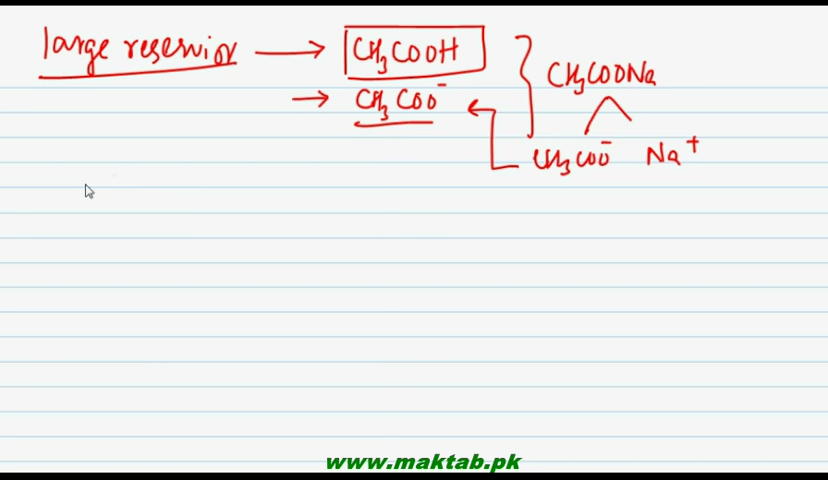 large reservior → CH3COOH
CH3COONa
→ CH3COO-
CH3COO- Na+
www.maktab.pk